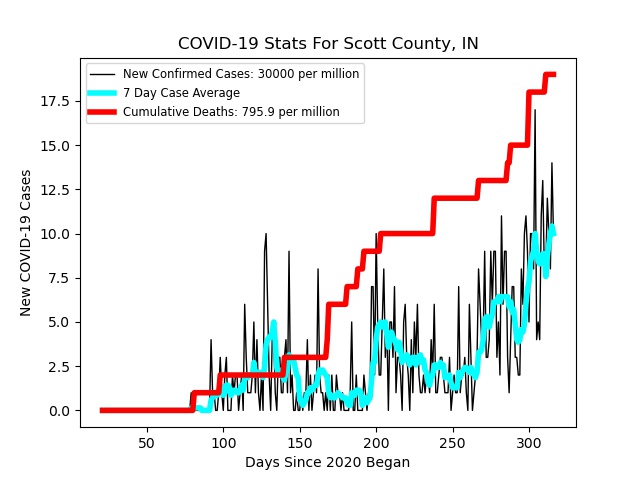 COVID-19 Stats For Scott County, IN
New Confirmed Cases: 30000 per million
7 Day Case Average
Cumulative Deaths: 795.9 per million
New COVID-19 Cases
17.5
15.0
12.5
10.0
7.5
5.0
2.5
0.0
50 100 150 200 250 300
Days Since 2020 Began